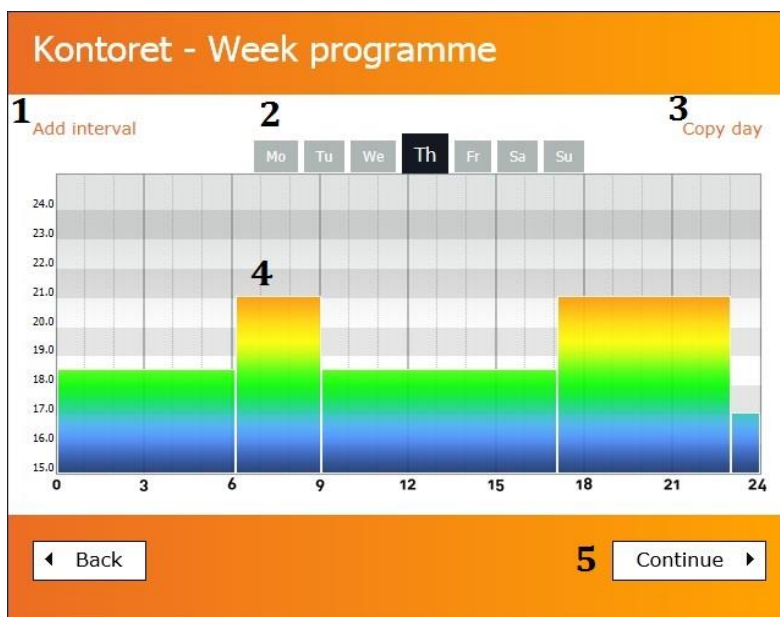 Kontoret - Week programme
1 2 3
Add interval Copy day
Mo Tu We Th Fr Sa Su
24.0
23.0
22.0
4
21.0
20.0
19.0
18.0
17.0
16.0
15.0
0 3 6 9 12 15 18 21 24
Back 5 Continue